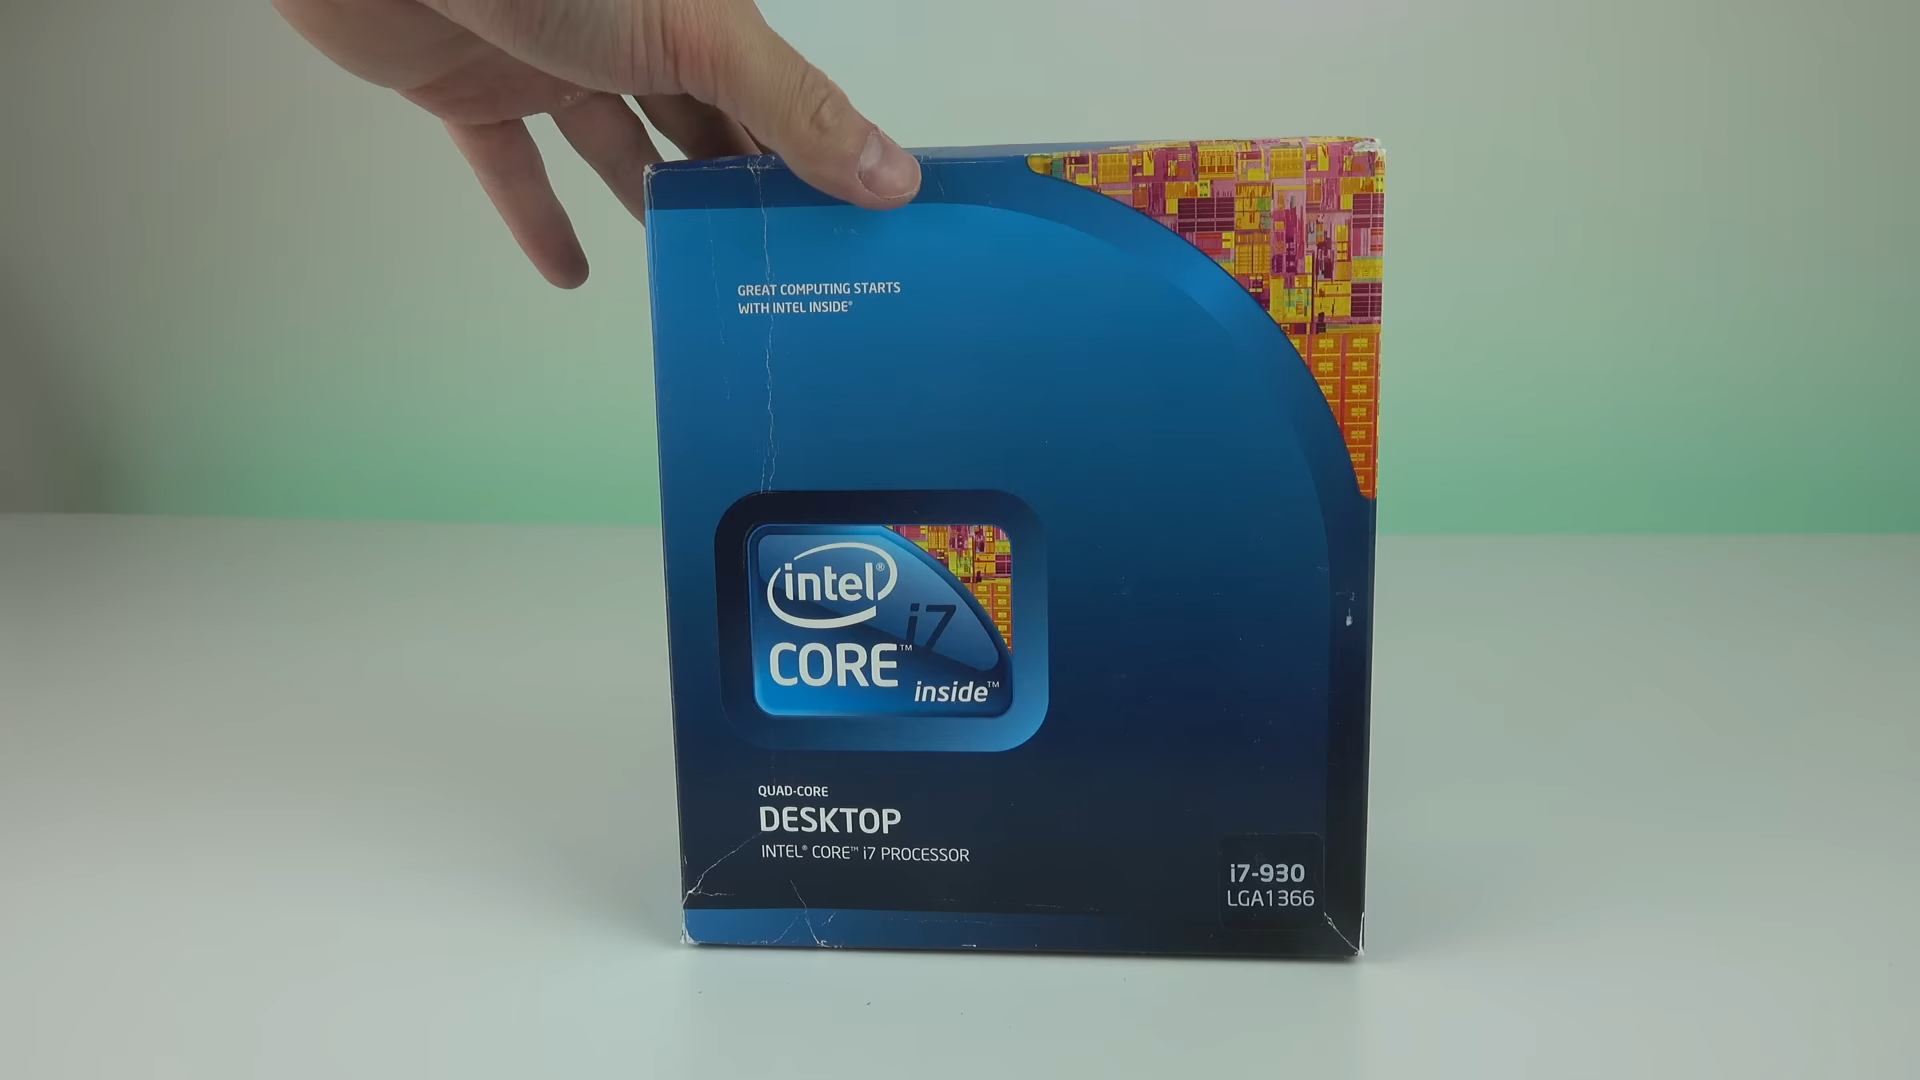 GREAT COMPUTING STARTS
WITH INTEL INSIDE®
intel®
i7
CORE™
inside™
QUAD-CORE
DESKTOP
INTEL® CORE™ i7 PROCESSOR
i7-930
LGA1366